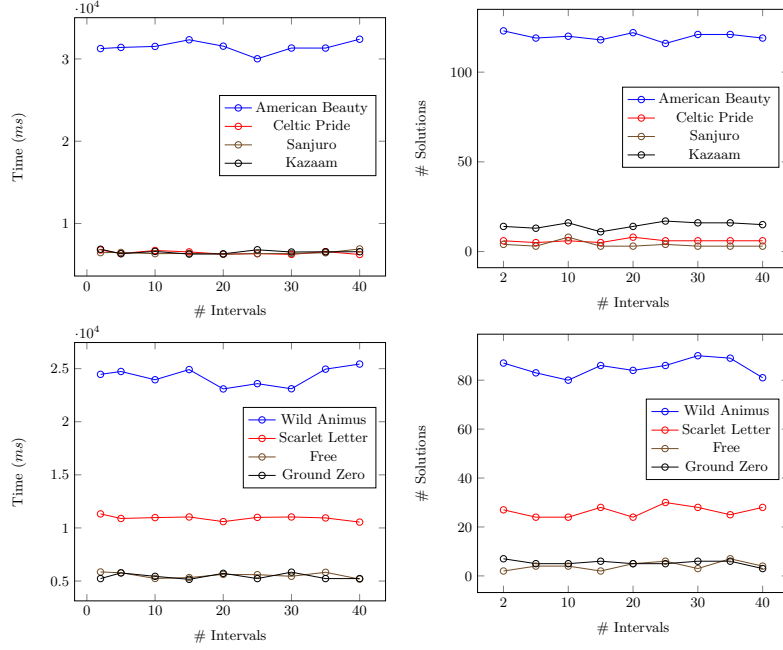 ·10⁴
3
2
1
Time (ms)
0 10 20 30 40
# Intervals
American Beauty
Celtic Pride
Sanjuro
Kazaam
100
50
0
# Solutions
2 10 20 30 40
# Intervals
American Beauty
Celtic Pride
Sanjuro
Kazaam
·10⁴
2.5
2
1.5
1
0.5
Time (ms)
0 10 20 30 40
# Intervals
Wild Animus
Scarlet Letter
Free
Ground Zero
80
60
40
20
0
# Solutions
2 10 20 30 40
# Intervals
Wild Animus
Scarlet Letter
Free
Ground Zero